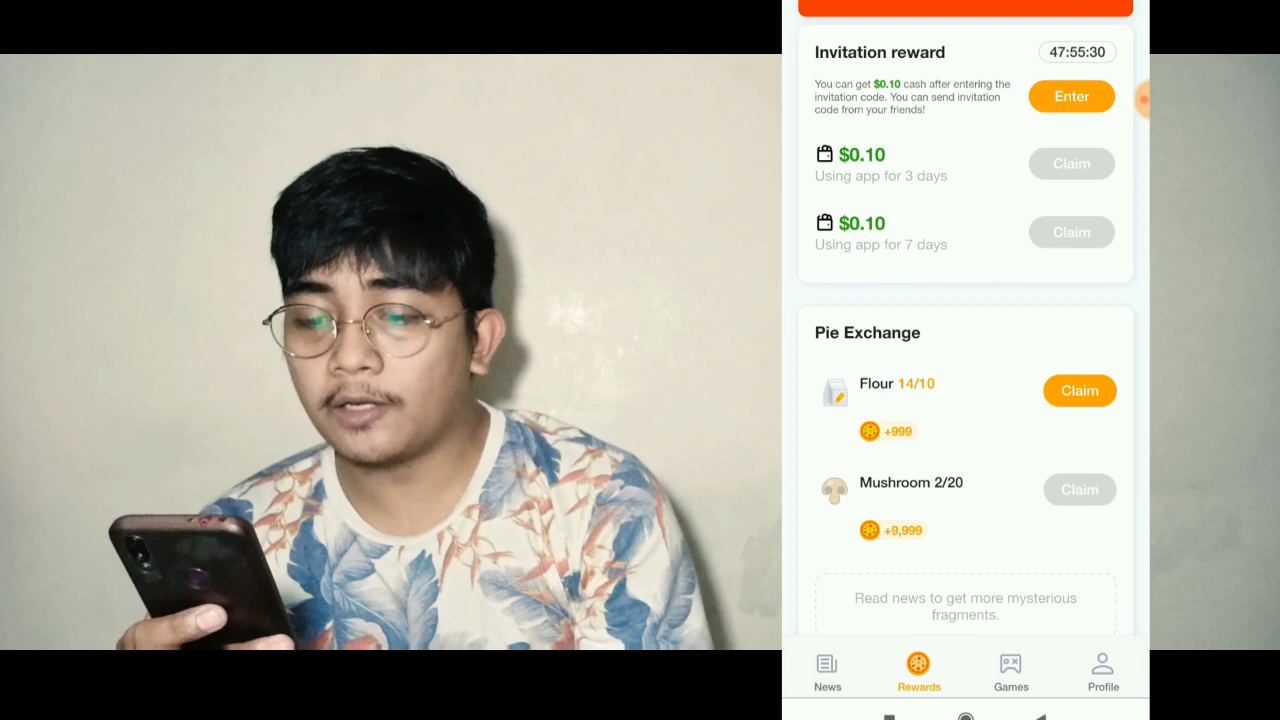 Invitation reward
47:55:30
You can get $0.10 cash after entering the
invitation code. You can send invitation
code from your friends!
Enter
$0.10
Using app for 3 days
Claim
$0.10
Using app for 7 days
Claim
Pie Exchange
Flour 14/10
Claim
+999
Mushroom 2/20
Claim
+9,999
Read news to get more mysterious
fragments.
News
Rewards
Games
Profile